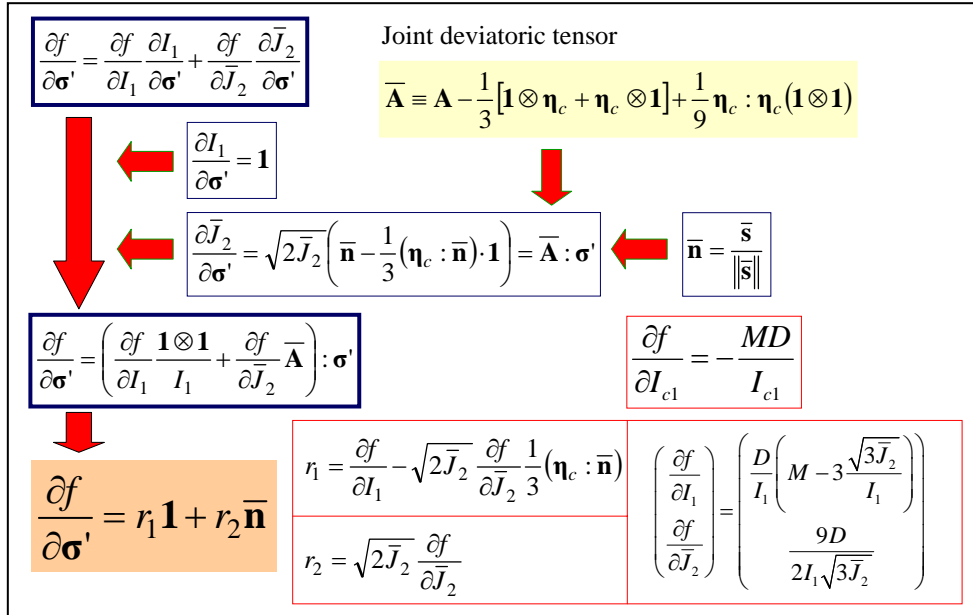 ∂f/∂σ' = ∂f/∂I₁ ∂I₁/∂σ' + ∂f/∂J̅₂ ∂J̅₂/∂σ'
Joint deviatoric tensor
A̅ ≡ A − 1/3 [1 ⊗ η_c + η_c ⊗ 1] + 1/9 η_c : η_c (1 ⊗ 1)
∂I₁/∂σ' = 1
∂J̅₂/∂σ' = √(2J̅₂) (n̅ − 1/3 (η_c : n̅) · 1) = A̅ : σ'
n̅ = s̅/‖s̅‖
∂f/∂σ' = (∂f/∂I₁ (1 ⊗ 1)/I₁ + ∂f/∂J̅₂ A̅) : σ'
∂f/∂I_c1 = − MD/I_c1
∂f/∂σ' = r₁1 + r₂n̅
r₁ = ∂f/∂I₁ − √(2J̅₂) ∂f/∂J̅₂ 1/3 (η_c : n̅)
r₂ = √(2J̅₂) ∂f/∂J̅₂
(∂f/∂I₁ ; ∂f/∂J̅₂) = (D/I₁ (M − 3 √(3J̅₂)/I₁) ; 9D/(2I₁√(3J̅₂)))